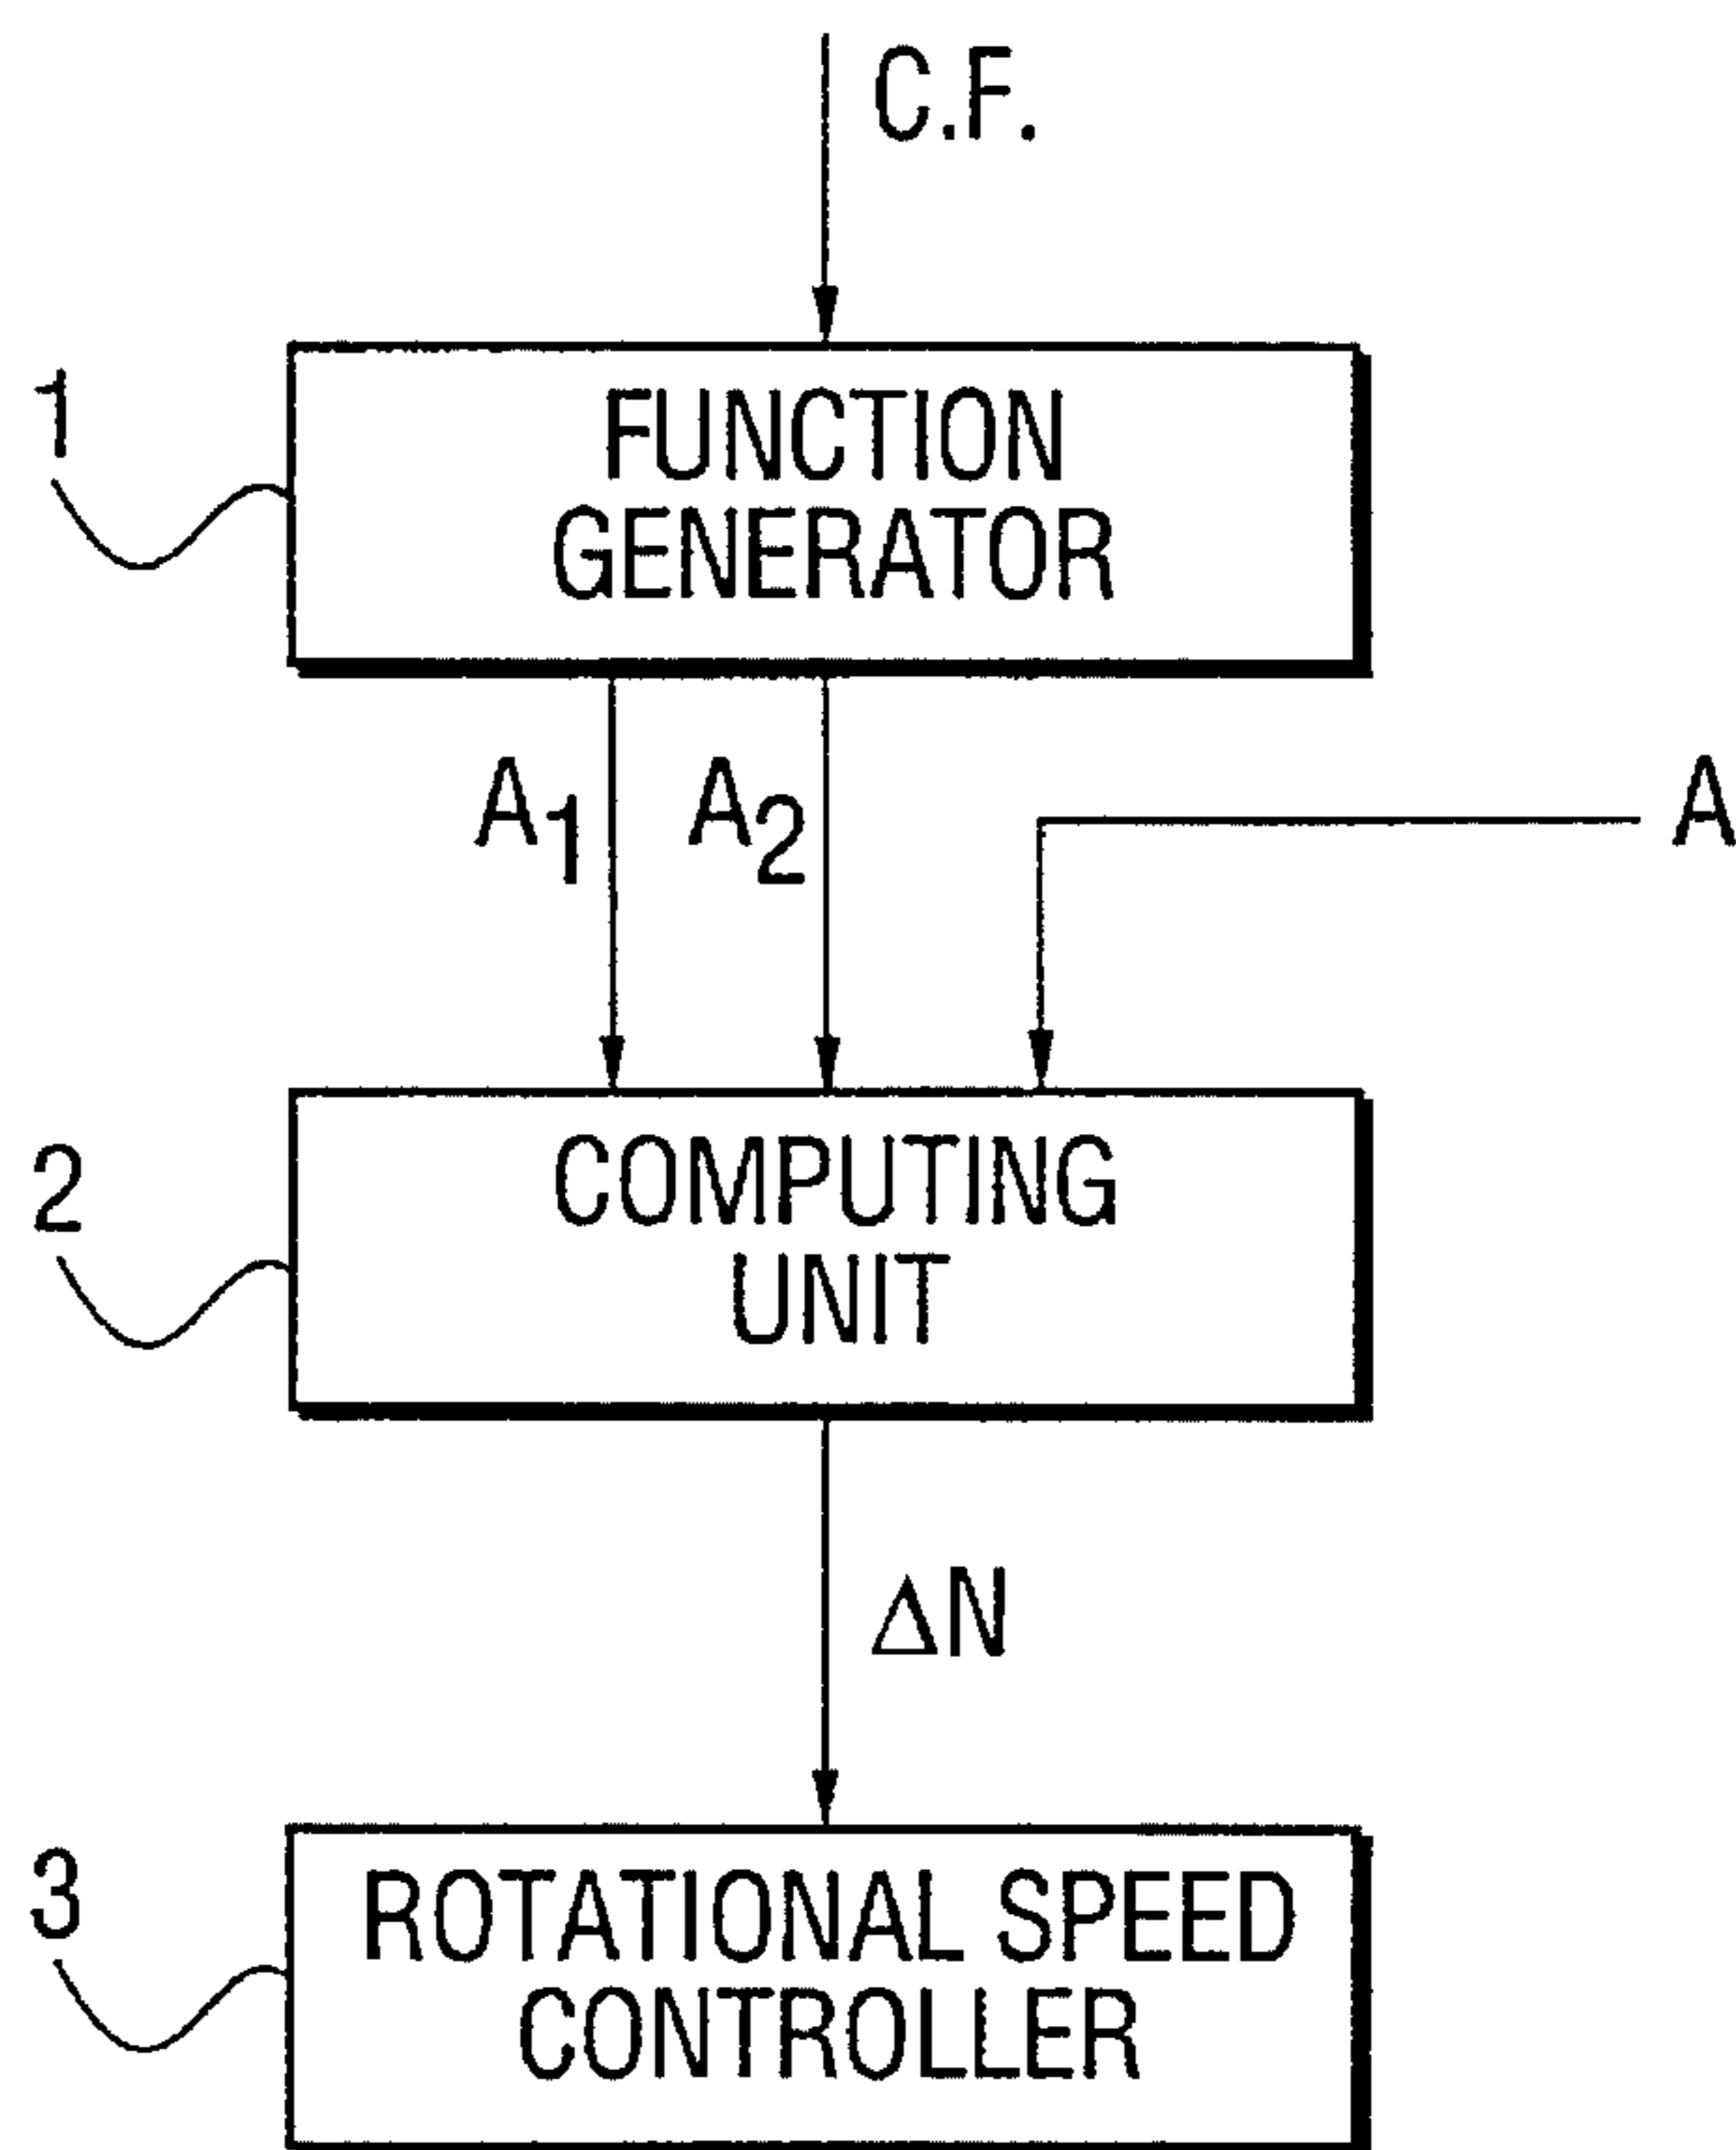 C.F.
1
FUNCTION
GENERATOR
A1
A2
A
2
COMPUTING
UNIT
ΔN
3
ROTATIONAL SPEED
CONTROLLER